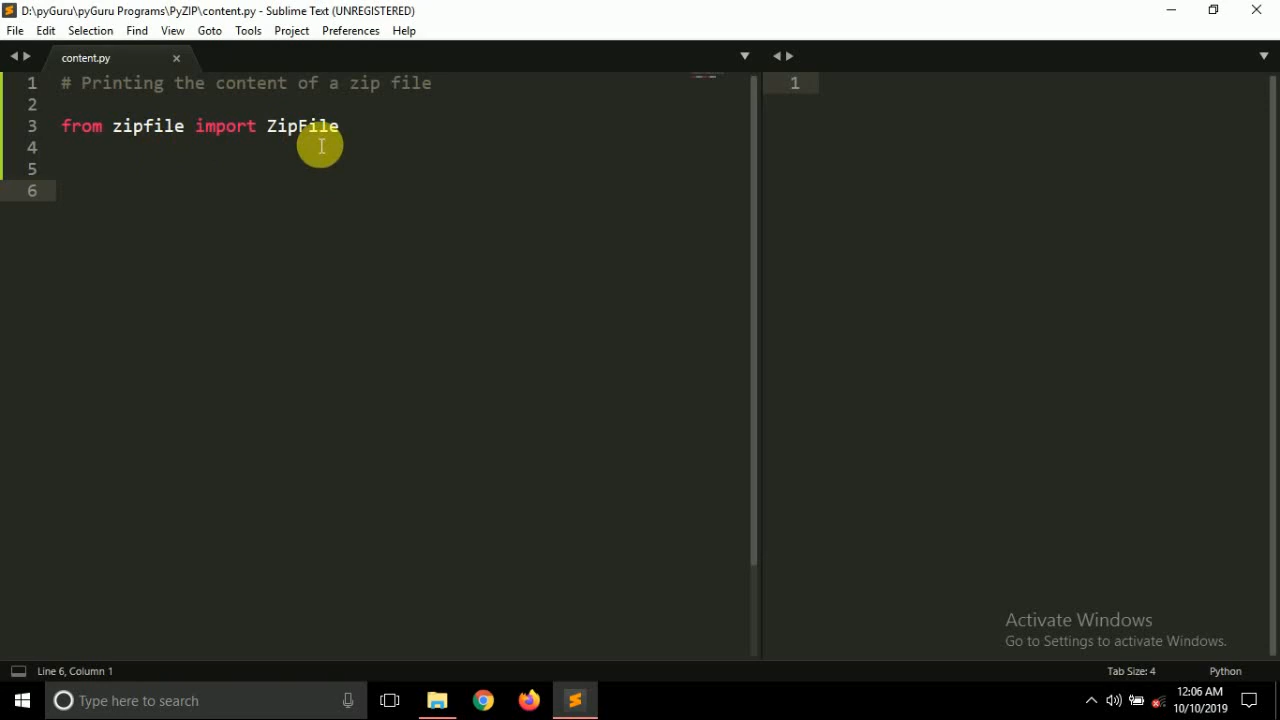 D:\pyGuru\pyGuru Programs\PyZIP\content.py - Sublime Text (UNREGISTERED)
File Edit Selection Find View Goto Tools Project Preferences Help
content.py
1 # Printing the content of a zip file
2
3 from zipfile import ZipFile
4
5
6
1
Activate Windows
Go to Settings to activate Windows.
Line 6, Column 1
Tab Size: 4
Python
Type here to search
12:06 AM
10/10/2019